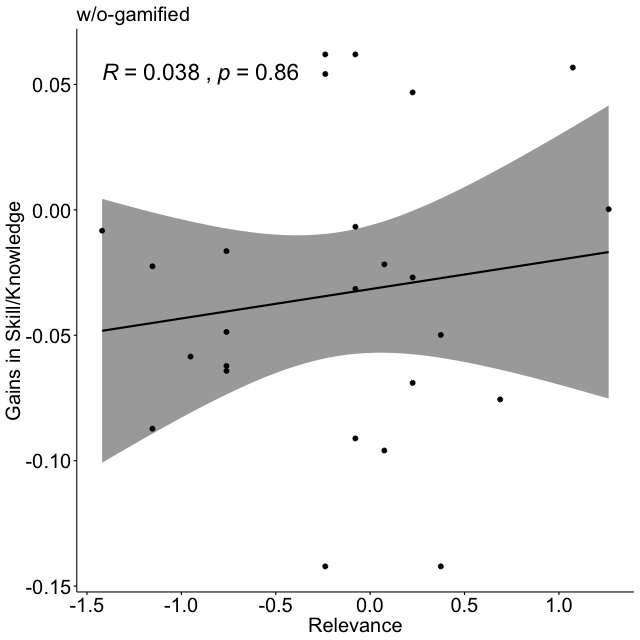 w/o-gamified
R = 0.038 , p = 0.86
Gains in Skill/Knowledge
0.05
0.00
-0.05
-0.10
-0.15
-1.5 -1.0 -0.5 0.0 0.5 1.0
Relevance